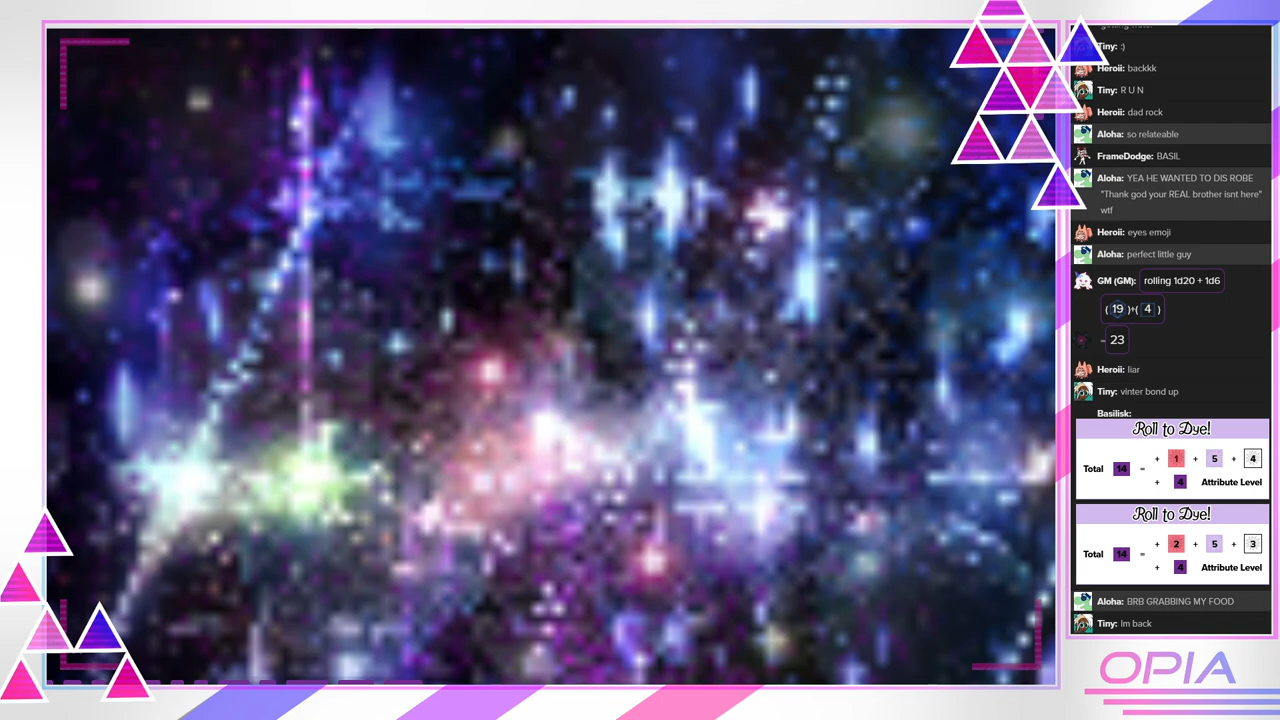 Tiny: :)
Heroii: backkk
Tiny: R U N
Heroii: dad rock
Aloha: so relateable
FrameDodge: BASIL
Aloha: YEA HE WANTED TO DIS ROBE
"Thank god your REAL brother isnt here"
wtf
Heroii: eyes emoji
Aloha: perfect little guy
GM (GM): rolling 1d20 + 1d6
(19)+(4)
=23
Heroii: liar
Tiny: vinter bond up
Basilisk:
Roll to Dye!
Total 14 = + 1 + 5 + 4
+ 4 Attribute Level
Roll to Dye!
Total 14 = + 2 + 5 + 3
+ 4 Attribute Level
Aloha: BRB GRABBING MY FOOD
Tiny: Im back
OPIA